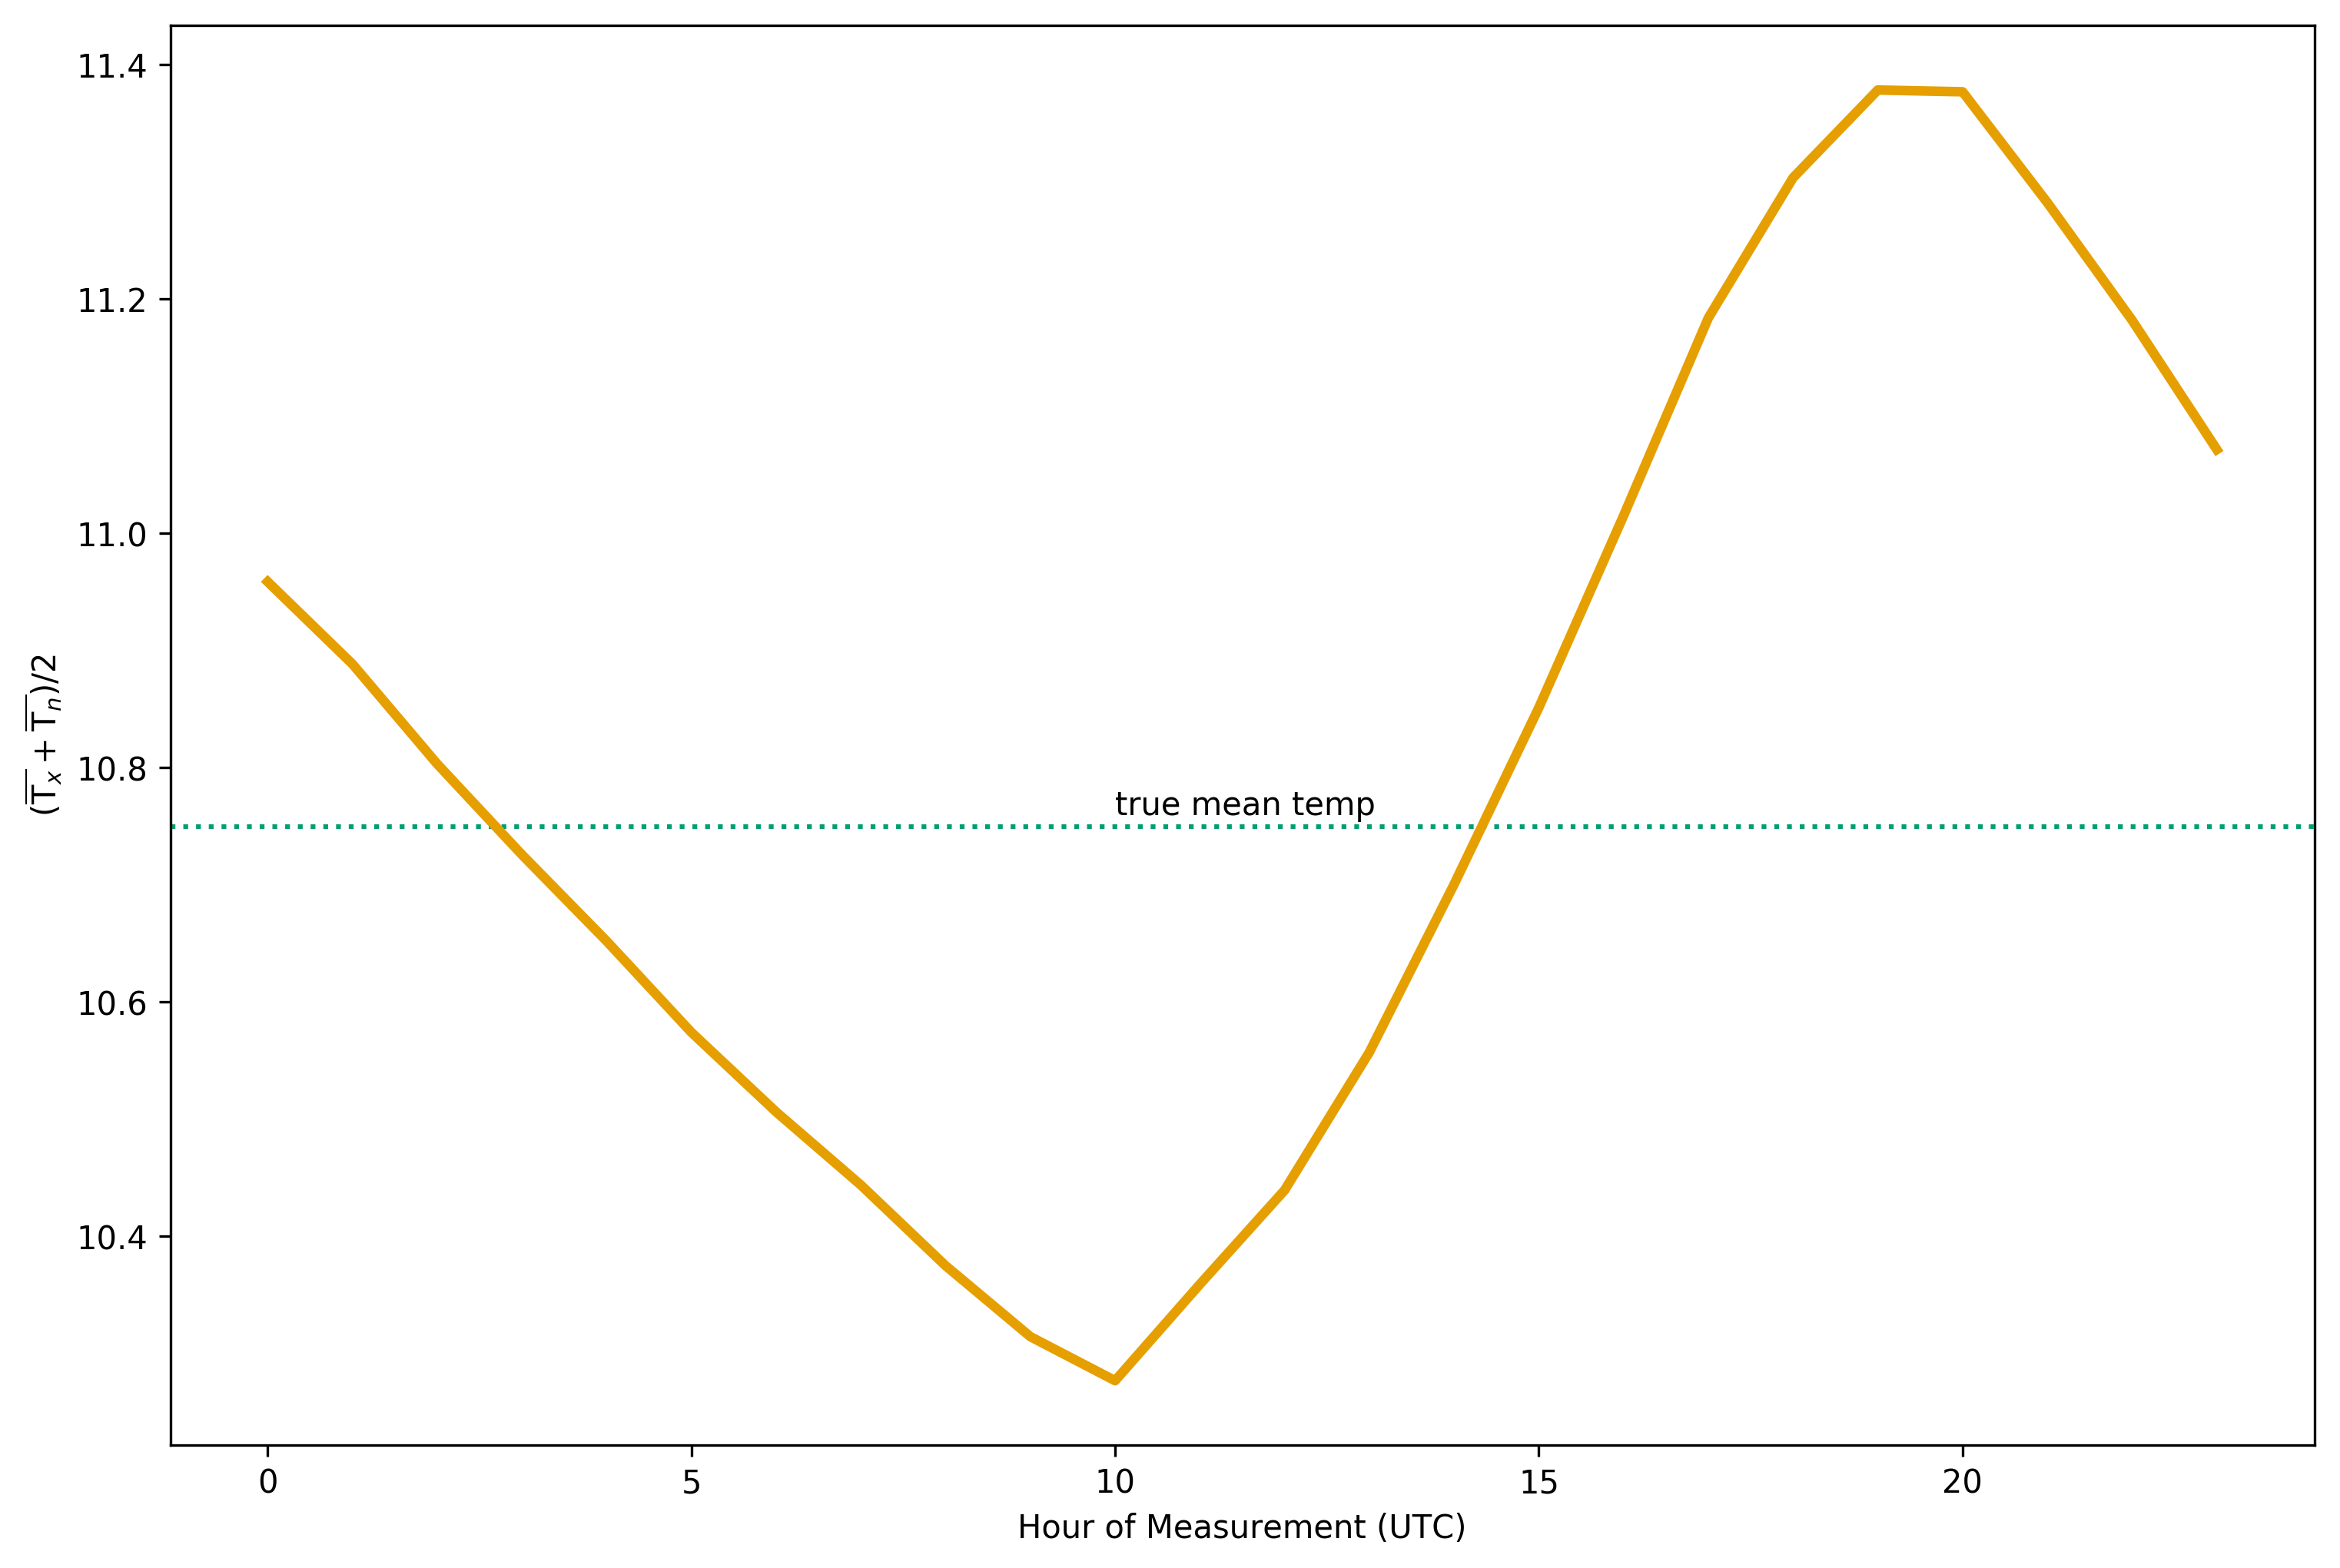 11.4
11.2
11.0
10.8
10.6
10.4
(T̅ₓ + T̅ₙ)/2
true mean temp
0 5 10 15 20
Hour of Measurement (UTC)